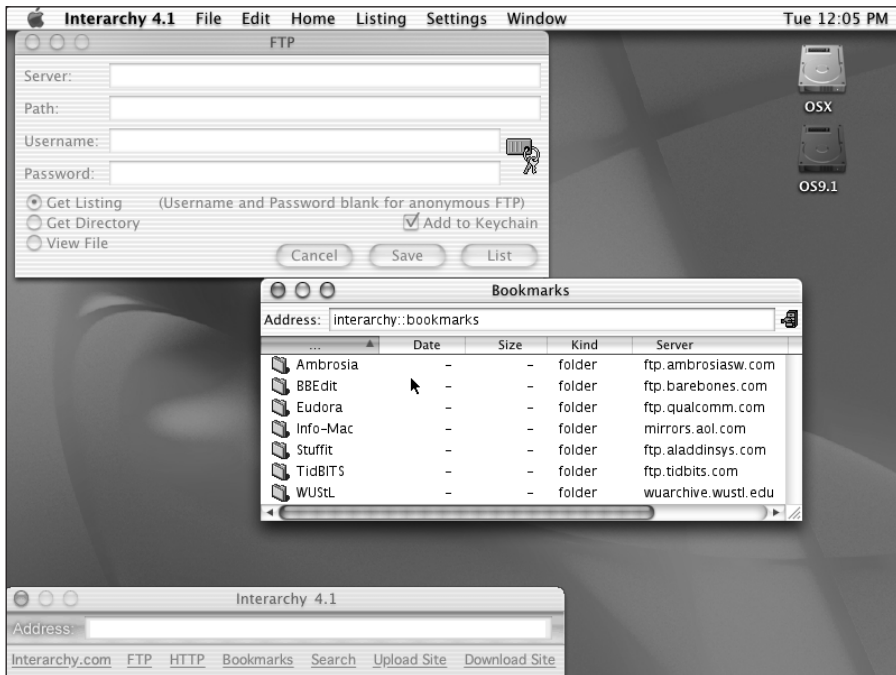 Interarchy 4.1 File Edit Home Listing Settings Window Tue 12:05 PM
FTP
Server:
Path:
Username:
Password:
Get Listing (Username and Password blank for anonymous FTP)
Get Directory Add to Keychain
View File
Cancel Save List
OSX
OS9.1
Bookmarks
Address: interarchy::bookmarks
... Date Size Kind Server
Ambrosia – – folder ftp.ambrosiasw.com
BBEdit – – folder ftp.barebones.com
Eudora – – folder ftp.qualcomm.com
Info-Mac – – folder mirrors.aol.com
Stuffit – – folder ftp.aladdinsys.com
TidBITS – – folder ftp.tidbits.com
WUStL – – folder wuarchive.wustl.edu
Interarchy 4.1
Address:
Interarchy.com FTP HTTP Bookmarks Search Upload Site Download Site